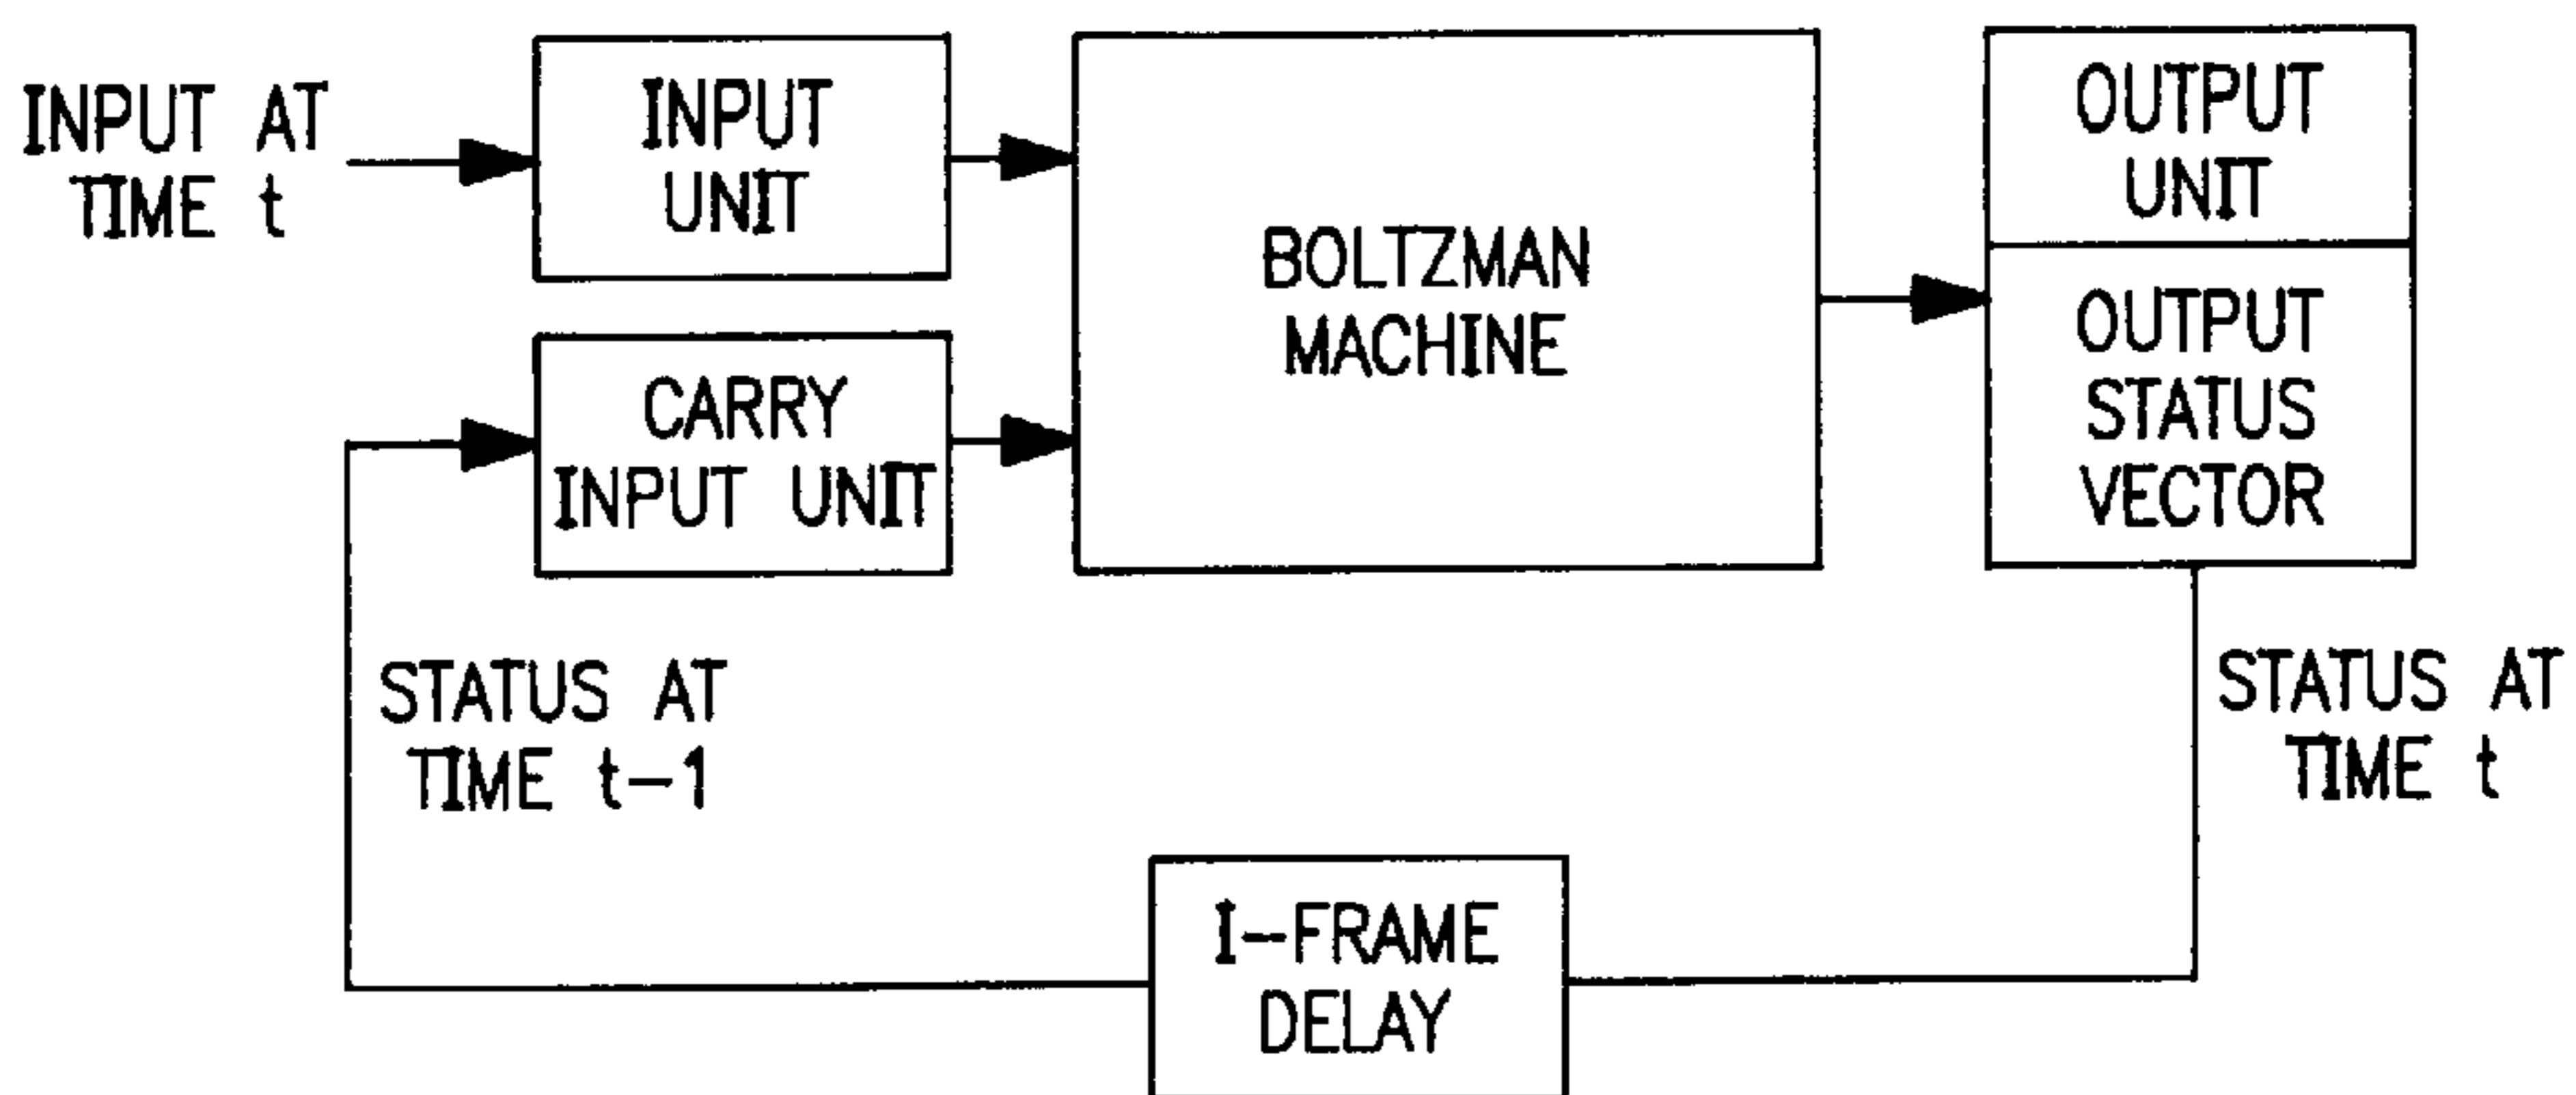 INPUT AT
TIME t
INPUT
UNIT
CARRY
INPUT UNIT
BOLTZMAN
MACHINE
OUTPUT
UNIT
OUTPUT
STATUS
VECTOR
STATUS AT
TIME t-1
STATUS AT
TIME t
I-FRAME
DELAY